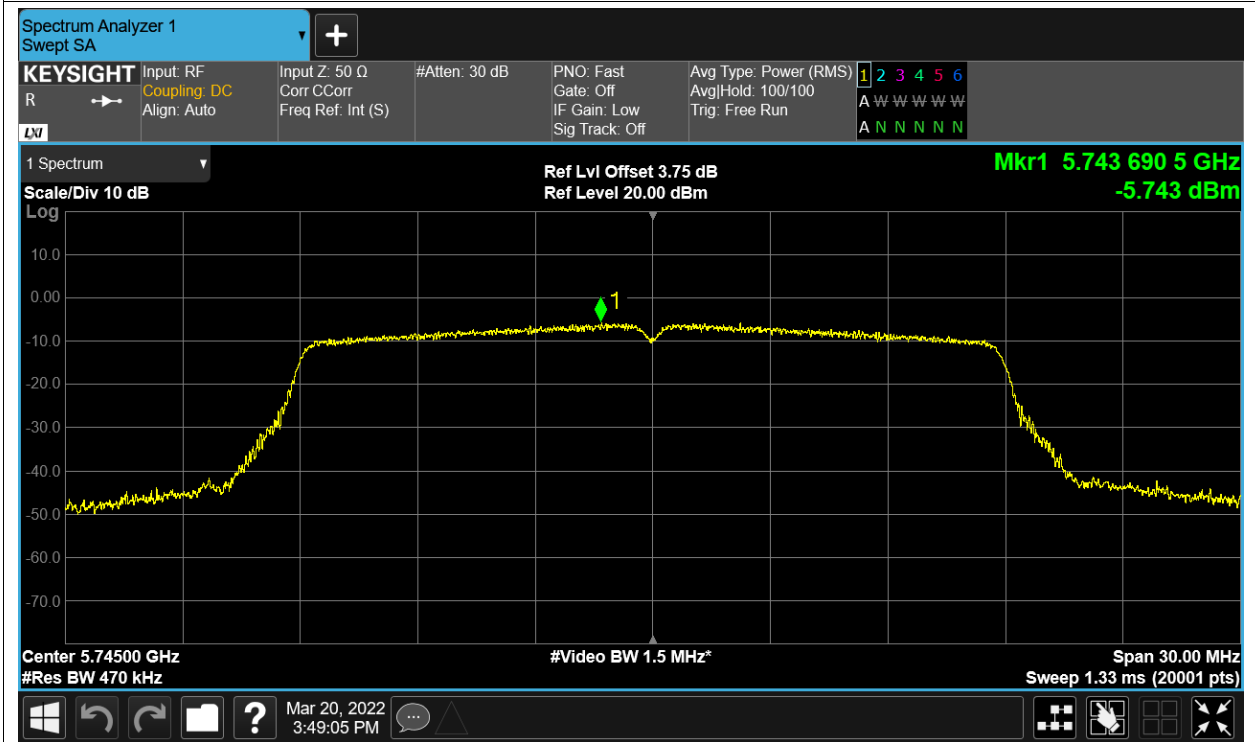 Spectrum Analyzer 1
Swept SA
KEYSIGHT
R
LXI
Input: RF
Coupling: DC
Align: Auto
Input Z: 50 Ω
Corr CCorr
Freq Ref: Int (S)
#Atten: 30 dB
PNO: Fast
Gate: Off
IF Gain: Low
Sig Track: Off
Avg Type: Power (RMS)
Avg|Hold: 100/100
Trig: Free Run
1 2 3 4 5 6
A W W W W W
A N N N N N
1 Spectrum
Scale/Div 10 dB
Log
Ref Lvl Offset 3.75 dB
Ref Level 20.00 dBm
Mkr1 5.743 690 5 GHz
-5.743 dBm
10.0
0.00
1
-10.0
-20.0
-30.0
-40.0
-50.0
-60.0
-70.0
Center 5.74500 GHz
#Video BW 1.5 MHz*
Span 30.00 MHz
#Res BW 470 kHz
Sweep 1.33 ms (20001 pts)
?
Mar 20, 2022
3:49:05 PM